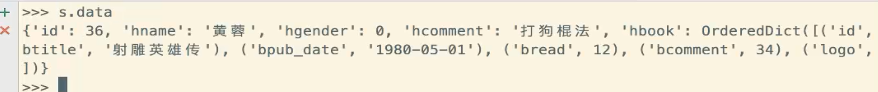 >>> s.data
{'id': 36, 'hname': '黄蓉', 'hgender': 0, 'hcomment': '打狗棍法', 'hbook': OrderedDict([('id',
btitle', '射雕英雄传'), ('bpub_date', '1980-05-01'), ('bread', 12), ('bcomment', 34), ('logo',
])}
>>>